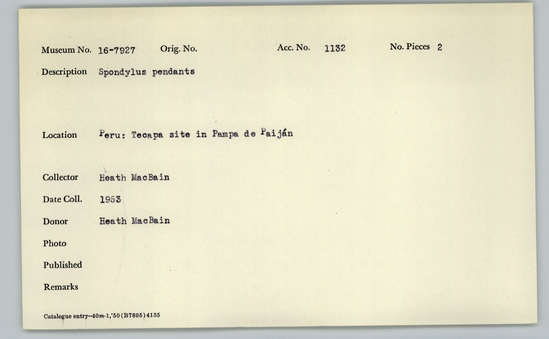 Museum No. 16-7927 Orig. No. Acc. No. 1132 No. Pieces 2
Description Spondylus pendants
Location Peru: Tecapa site in Pampa de Paiján
Collector Heath MacBain
Date Coll. 1953
Donor Heath MacBain
Photo
Published
Remarks
Catalogue entry—40m-1,'50 (B7895) 4135